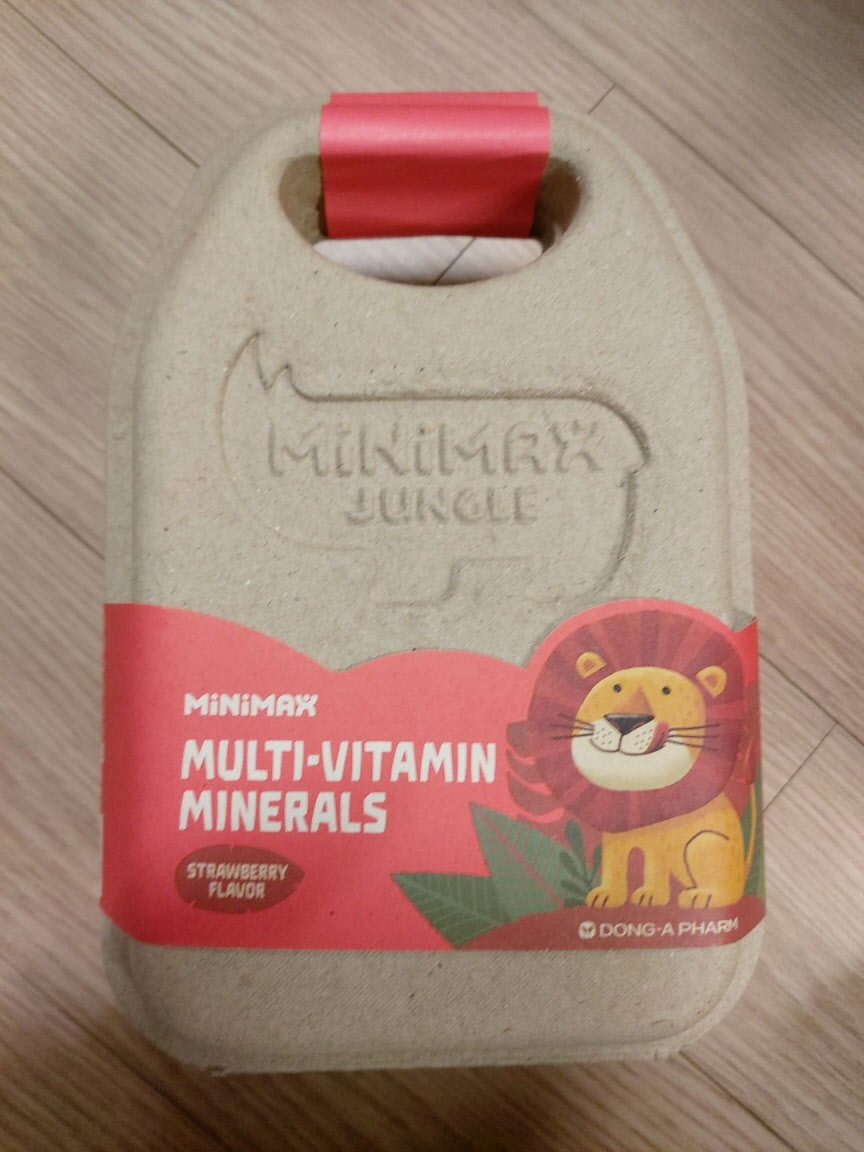 MiNiMAX
JUNGLE
MiNiMAX
MULTI-VITAMIN
MINERALS
STRAWBERRY
FLAVOR
DONG-A PHARM